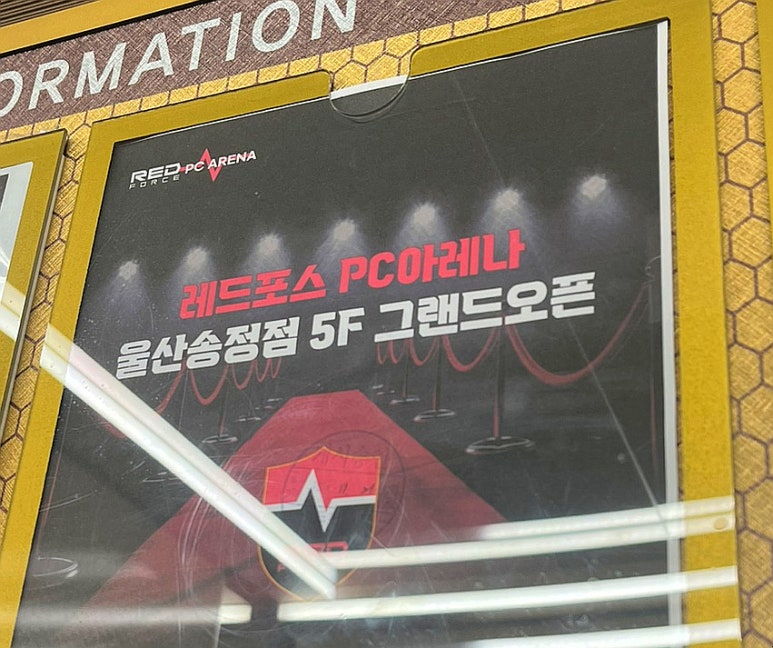 ORMATION
RED FORCE PC ARENA
레드포스 PC아레나
울산송정점 5F 그랜드오픈